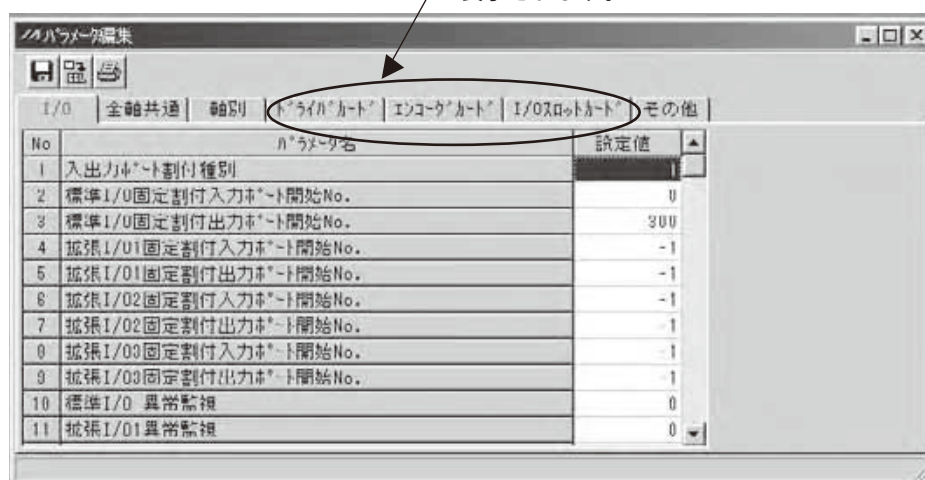 パラメータ編集
I/O 全軸共通 軸別 ドライバカード エンコーダカード I/Oスロットカード その他
No パラメータ名 設定値
1 入出力ポート割付種別 1
2 標準I/O固定割付入力ポート開始No. 0
3 標準I/O固定割付出力ポート開始No. 300
4 拡張I/O1固定割付入力ポート開始No. -1
5 拡張I/O1固定割付出力ポート開始No. -1
6 拡張I/O2固定割付入力ポート開始No. -1
7 拡張I/O2固定割付出力ポート開始No. -1
8 拡張I/O3固定割付入力ポート開始No. -1
9 拡張I/O3固定割付出力ポート開始No. -1
10 標準I/O 異常監視 0
11 拡張I/O1異常監視 0